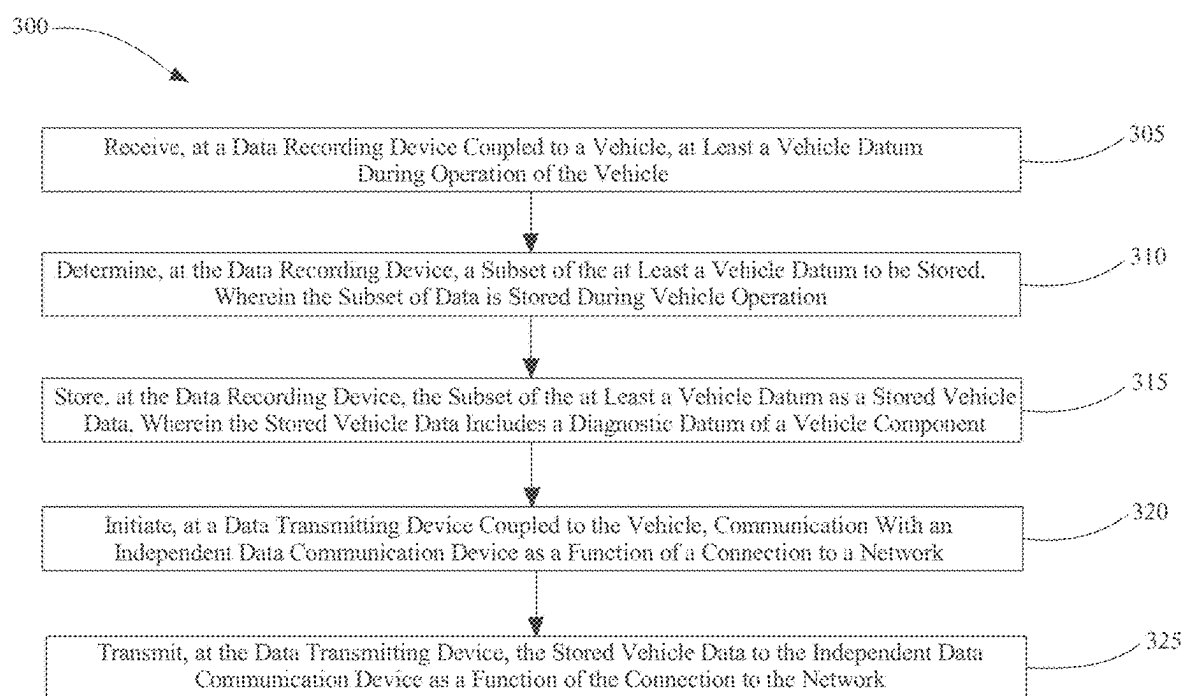 300
Receive, at a Data Recording Device Coupled to a Vehicle, at Least a Vehicle Datum
During Operation of the Vehicle
305
Determine, at the Data Recording Device, a Subset of the at Least a Vehicle Datum to be Stored,
Wherein the Subset of Data is Stored During Vehicle Operation
310
Store, at the Data Recording Device, the Subset of the at Least a Vehicle Datum as a Stored Vehicle
Data, Wherein the Stored Vehicle Data Includes a Diagnostic Datum of a Vehicle Component
315
Initiate, at a Data Transmitting Device Coupled to the Vehicle, Communication With an
Independent Data Communication Device as a Function of a Connection to a Network
320
Transmit, at the Data Transmitting Device, the Stored Vehicle Data to the Independent Data
Communication Device as a Function of the Connection to the Network
325